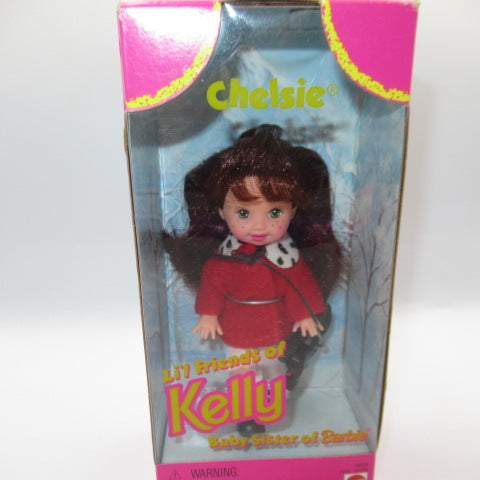 Chelsie®
Li'l Friends of
Kelly
Baby Sister of Barbie
WARNING: